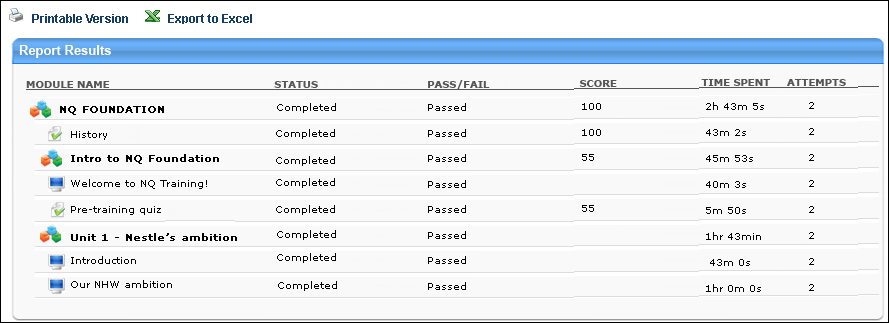 Printable Version Export to Excel
Report Results
MODULE NAME STATUS PASS/FAIL SCORE TIME SPENT ATTEMPTS
NQ FOUNDATION Completed Passed 100 2h 43m 5s 2
History Completed Passed 100 43m 2s 2
Intro to NQ Foundation Completed Passed 55 45m 53s 2
Welcome to NQ Training! Completed Passed 40m 3s 2
Pre-training quiz Completed Passed 55 5m 50s 2
Unit 1 - Nestle's ambition Completed Passed 1hr 43min 2
Introduction Completed Passed 43m 0s 2
Our NHW ambition Completed Passed 1hr 0m 0s 2